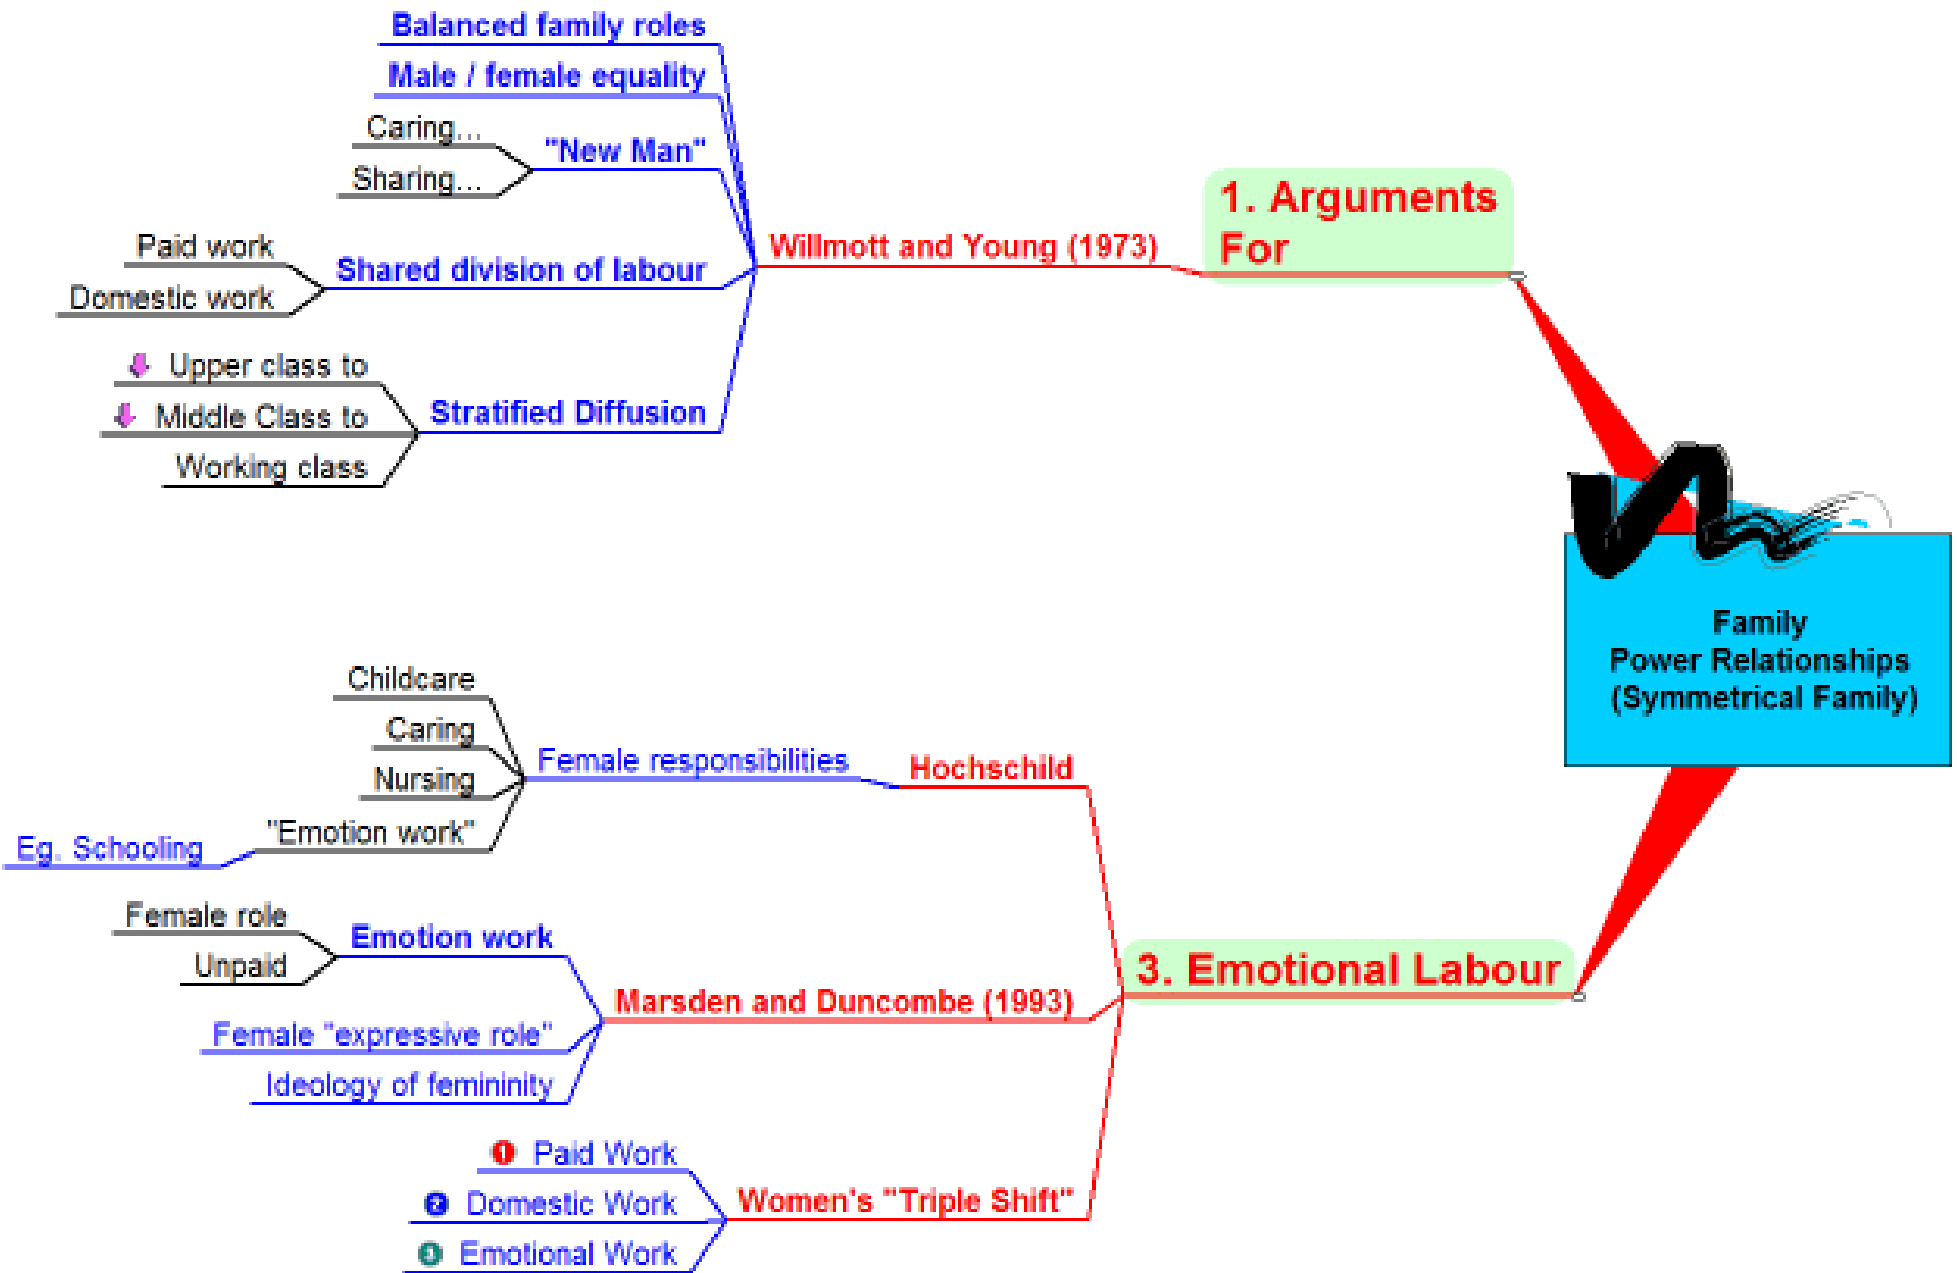 Balanced family roles
Male / female equality
Caring...
"New Man"
Sharing...
1. Arguments
For
Willmott and Young (1973)
Paid work
Shared division of labour
Domestic work
Upper class to
Middle Class to
Stratified Diffusion
Working class
Family
Power Relationships
(Symmetrical Family)
Childcare
Caring
Female responsibilities
Hochschild
Nursing
"Emotion work"
Eg. Schooling
Female role
Emotion work
Unpaid
3. Emotional Labour
Marsden and Duncombe (1993)
Female "expressive role"
Ideology of femininity
1 Paid Work
2 Domestic Work
Women's "Triple Shift"
3 Emotional Work